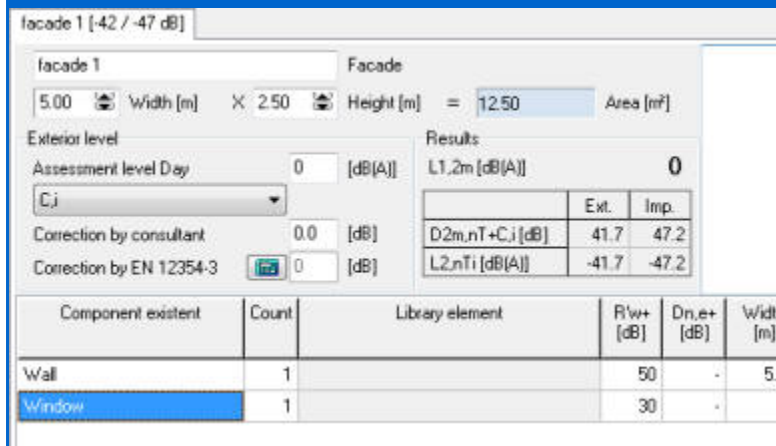 facade 1 [-42 / -47 dB]
facade 1 Facade
5.00 Width [m] X 2.50 Height [m] = 12.50 Area [m²]
Exterior level Results
Assessment level Day 0 [dB(A)] L1,2m [dB(A)] 0
C,i Ext. Imp.
Correction by consultant 0.0 [dB] D2m,nT+C,i [dB] 41.7 47.2
Correction by EN 12354-3 0 [dB] L2,nTi [dB(A)] -41.7 -47.2
Component existent Count Library element R'w+ Dn,e+ Widt
[dB] [dB] [m]
Wall 1 50 - 5.
Window 1 30 -